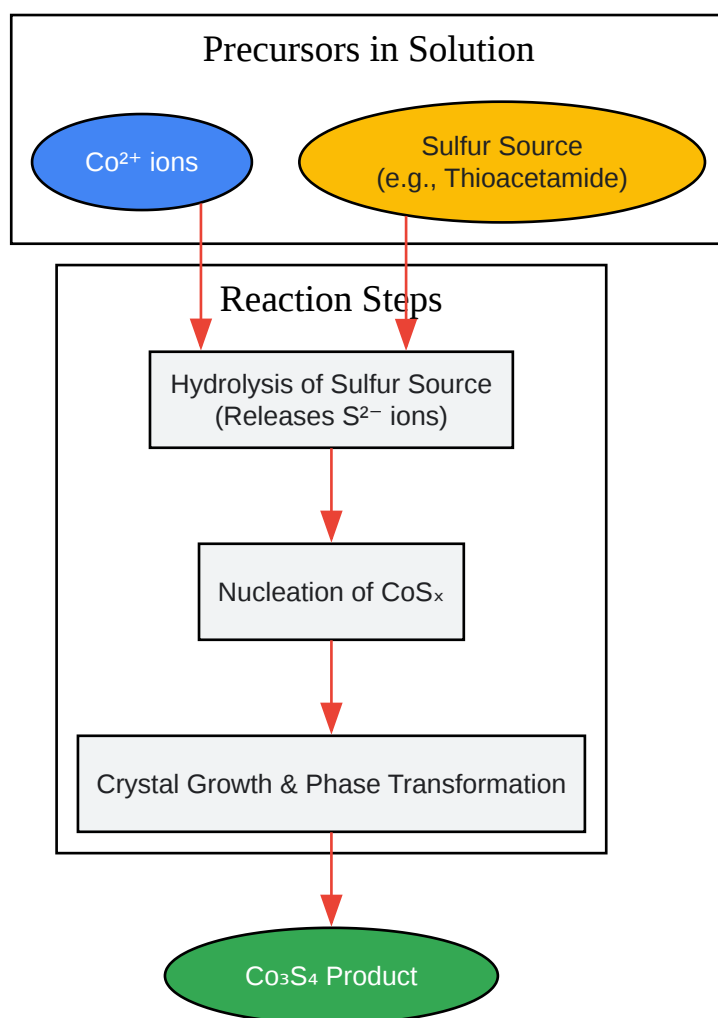 Precursors in Solution
Co²⁺ ions
Sulfur Source
(e.g., Thioacetamide)
Reaction Steps
Hydrolysis of Sulfur Source
(Releases S²⁻ ions)
Nucleation of CoSₓ
Crystal Growth & Phase Transformation
Co₃S₄ Product